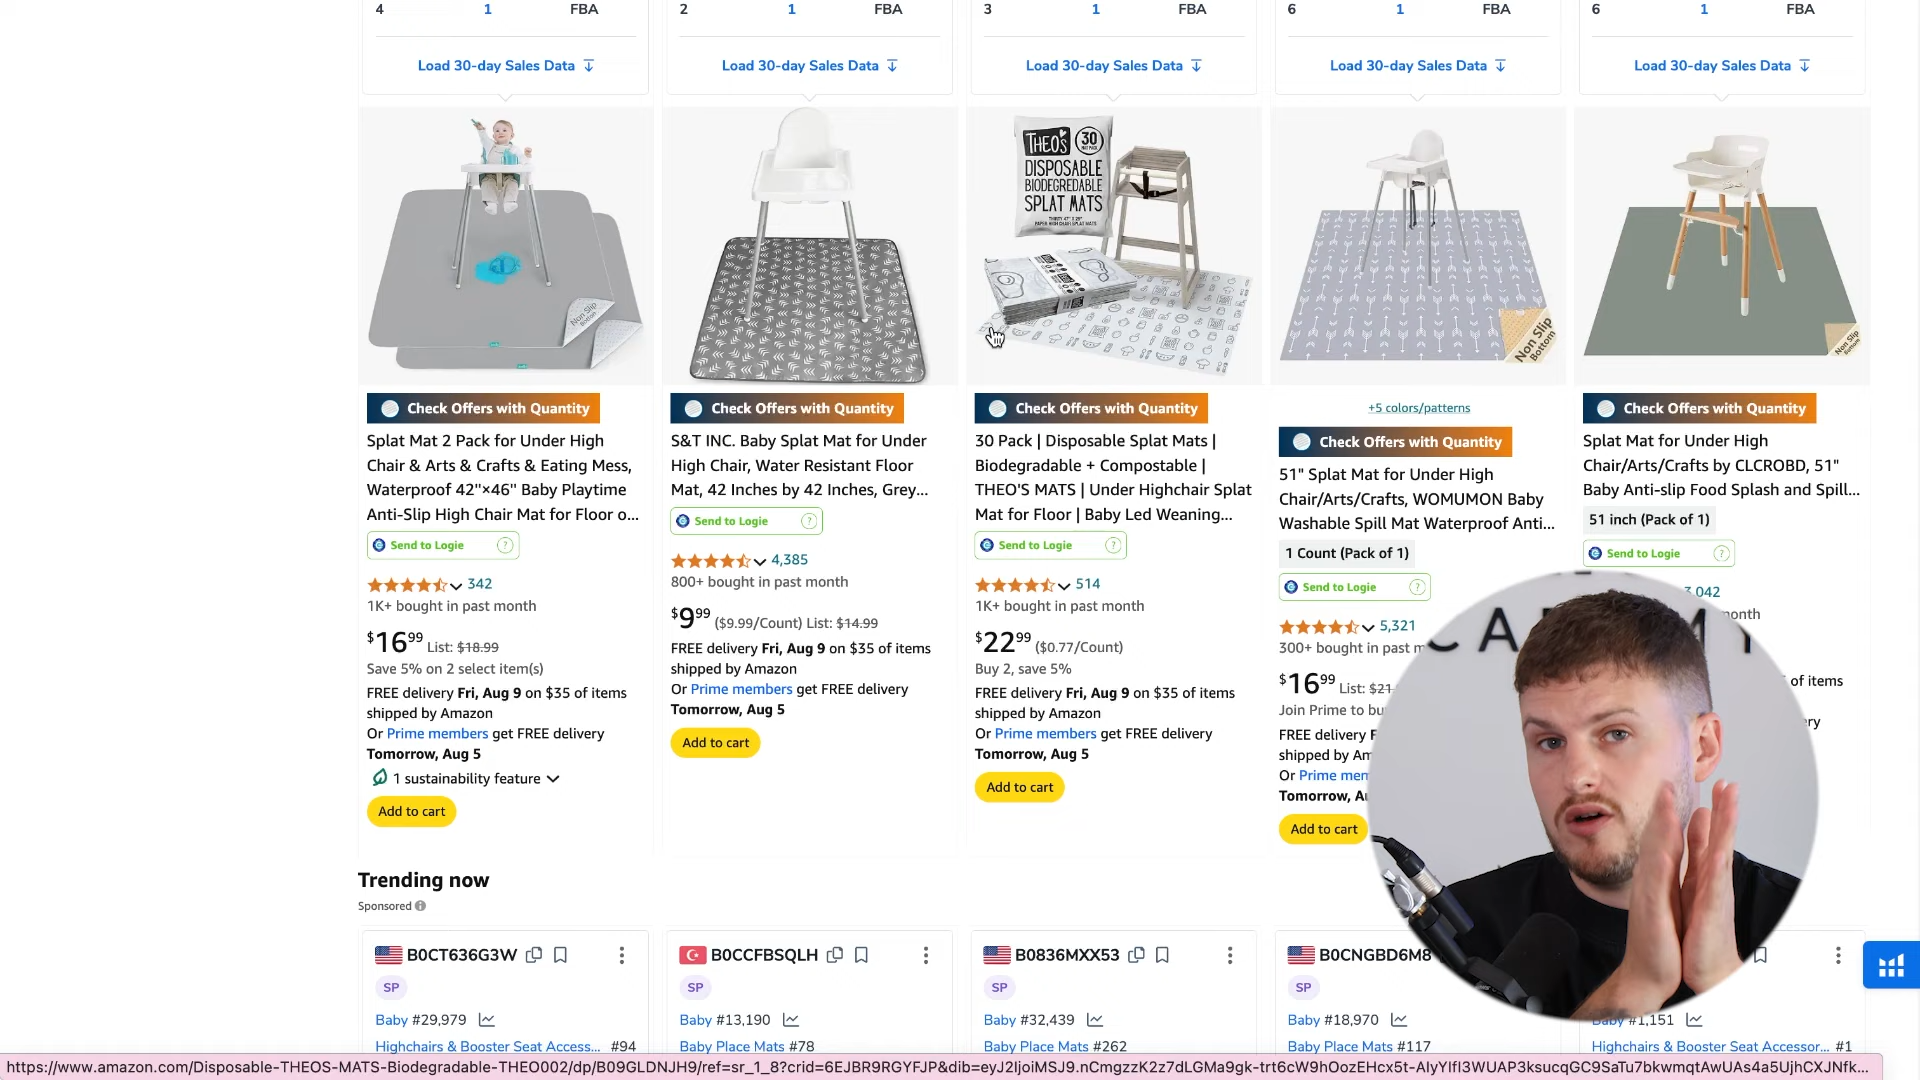 4 1 FBA
Load 30-day Sales Data
2 1 FBA
Load 30-day Sales Data
3 1 FBA
Load 30-day Sales Data
6 1 FBA
Load 30-day Sales Data
6 1 FBA
Load 30-day Sales Data
Non Slip
Bottom
THEO'S 30
DISPOSABLE
BIODEGREDABLE
SPLAT MATS
Non Slip
Bottom
Non Slip
Bottom
Check Offers with Quantity
Splat Mat 2 Pack for Under High
Chair & Arts & Crafts & Eating Mess,
Waterproof 42"×46" Baby Playtime
Anti-Slip High Chair Mat for Floor o...
Send to Logie ?
342
1K+ bought in past month
$16.99 List: $18.99
Save 5% on 2 select item(s)
FREE delivery Fri, Aug 9 on $35 of items
shipped by Amazon
Or Prime members get FREE delivery
Tomorrow, Aug 5
1 sustainability feature
Add to cart
Check Offers with Quantity
S&T INC. Baby Splat Mat for Under
High Chair, Water Resistant Floor
Mat, 42 Inches by 42 Inches, Grey...
Send to Logie ?
4,385
800+ bought in past month
$9.99 ($9.99/Count) List: $14.99
FREE delivery Fri, Aug 9 on $35 of items
shipped by Amazon
Or Prime members get FREE delivery
Tomorrow, Aug 5
Add to cart
Check Offers with Quantity
30 Pack | Disposable Splat Mats |
Biodegradable + Compostable |
THEO'S MATS | Under Highchair Splat
Mat for Floor | Baby Led Weaning...
Send to Logie ?
514
1K+ bought in past month
$22.99 ($0.77/Count)
Buy 2, save 5%
FREE delivery Fri, Aug 9 on $35 of items
shipped by Amazon
Or Prime members get FREE delivery
Tomorrow, Aug 5
Add to cart
+5 colors/patterns
Check Offers with Quantity
51" Splat Mat for Under High
Chair/Arts/Crafts, WOMUMON Baby
Washable Spill Mat Waterproof Anti...
1 Count (Pack of 1)
Send to Logie ?
5,321
300+ bought in past
$16.99 List: $21
Join Prime to
FREE delivery
shipped by
Or Prime
Add to cart
Check Offers with Quantity
Splat Mat for Under High
Chair/Arts/Crafts by CLCROBD, 51"
Baby Anti-slip Food Splash and Spill...
51 inch (Pack of 1)
Send to Logie ?
3,042
of items
Trending now
Sponsored
B0CT636G3W
SP
Baby #29,979
Highchairs & Booster Seat Access... #94
B0CCFBSQLH
SP
Baby #13,190
Baby Place Mats #78
B0836MXX53
SP
Baby #32,439
Baby Place Mats #262
B0CNGBD6M8
SP
Baby #18,970
Baby Place Mats #117
Baby #1,151
Highchairs & Booster Seat Accessor... #1
https://www.amazon.com/Disposable-THEOS-MATS-Biodegradable-THEO002/dp/B09GLDNJH9/ref=sr_1_8?crid=6EJBR9RGYFJP&dib=eyJ2IjoiMSJ9.nCmgzzK2z7dLGMa9gk-trt6cW9hOozEHcx5t-AIyYlfI3WUAP3ksucqGC9SaTu7bkwmqtAwUAs4a5UjhCXJNfk...